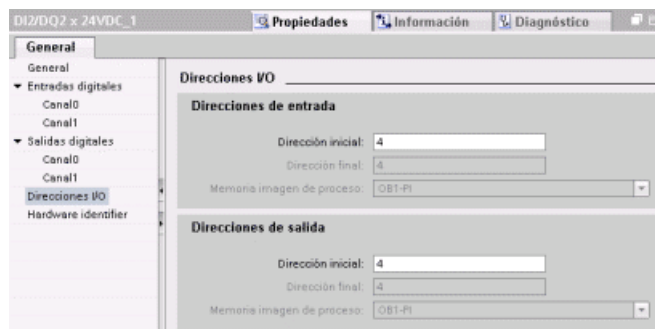 DI2/DQ2 x 24VDC_1
Propiedades
Información
Diagnóstico
General
General
Entradas digitales
Canal0
Canal1
Salidas digitales
Canal0
Canal1
Direcciones I/O
Hardware identifier
Direcciones I/O
Direcciones de entrada
Dirección inicial: 4
Dirección final: 4
Memoria imagen de proceso: OB1-PI
Direcciones de salida
Dirección inicial: 4
Dirección final: 4
Memoria imagen de proceso: OB1-PI